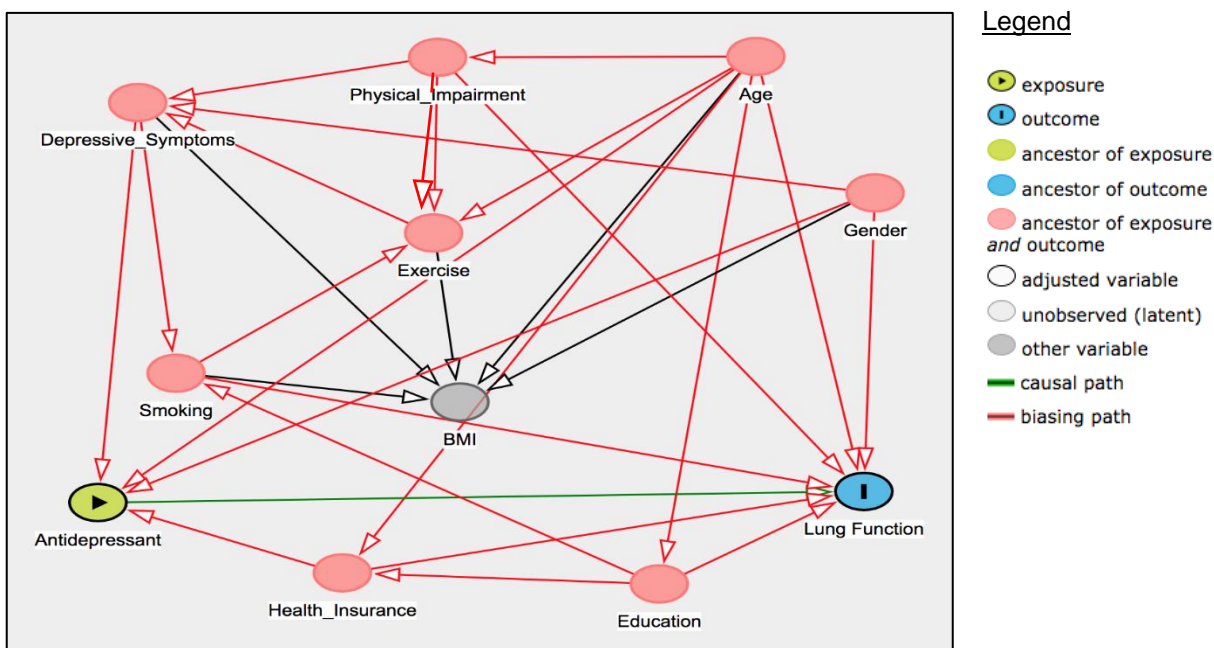 Legend
Physical_Impairment
Age
Depressive_Symptoms
Gender
Exercise
Smoking
BMI
Antidepressant
Lung Function
Health_Insurance
Education
exposure
outcome
ancestor of exposure
ancestor of outcome
ancestor of exposure
and outcome
adjusted variable
unobserved (latent)
other variable
causal path
biasing path